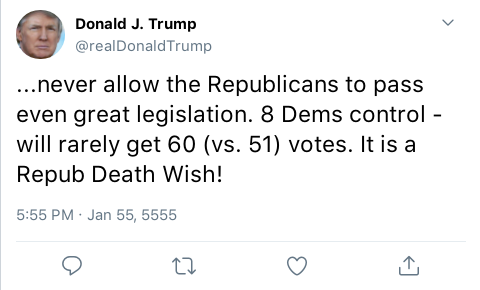 Donald J. Trump
@realDonaldTrump
...never allow the Republicans to pass
even great legislation. 8 Dems control -
will rarely get 60 (vs. 51) votes. It is a
Repub Death Wish!
5:55 PM · Jan 55, 5555